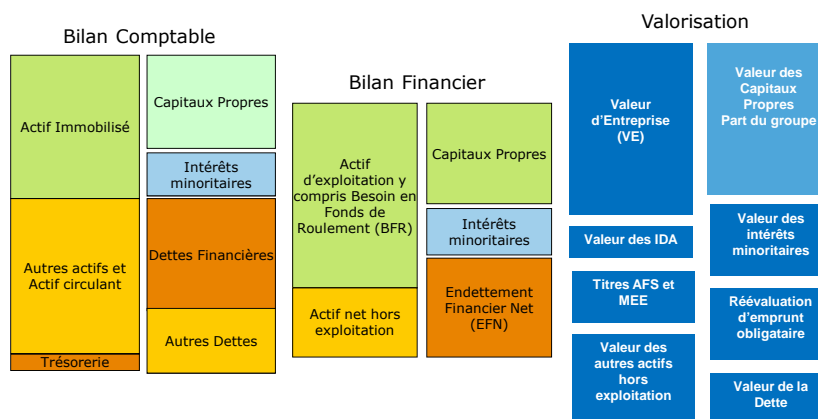 Bilan Comptable
Actif Immobilisé
Autres actifs et
Actif circulant
Trésorerie
Capitaux Propres
Intérêts
minoritaires
Dettes Financières
Autres Dettes
Bilan Financier
Actif
d'exploitation y
compris Besoin en
Fonds de
Roulement (BFR)
Actif net hors
exploitation
Capitaux Propres
Intérêts
minoritaires
Endettement
Financier Net
(EFN)
Valorisation
Valeur
d'Entreprise
(VE)
Valeur des IDA
Titres AFS et
MEE
Valeur des
autres actifs
hors
exploitation
Valeur des
Capitaux
Propres
Part du groupe
Valeur des
intérêts
minoritaires
Réévaluation
d'emprunt
obligataire
Valeur de la
Dette